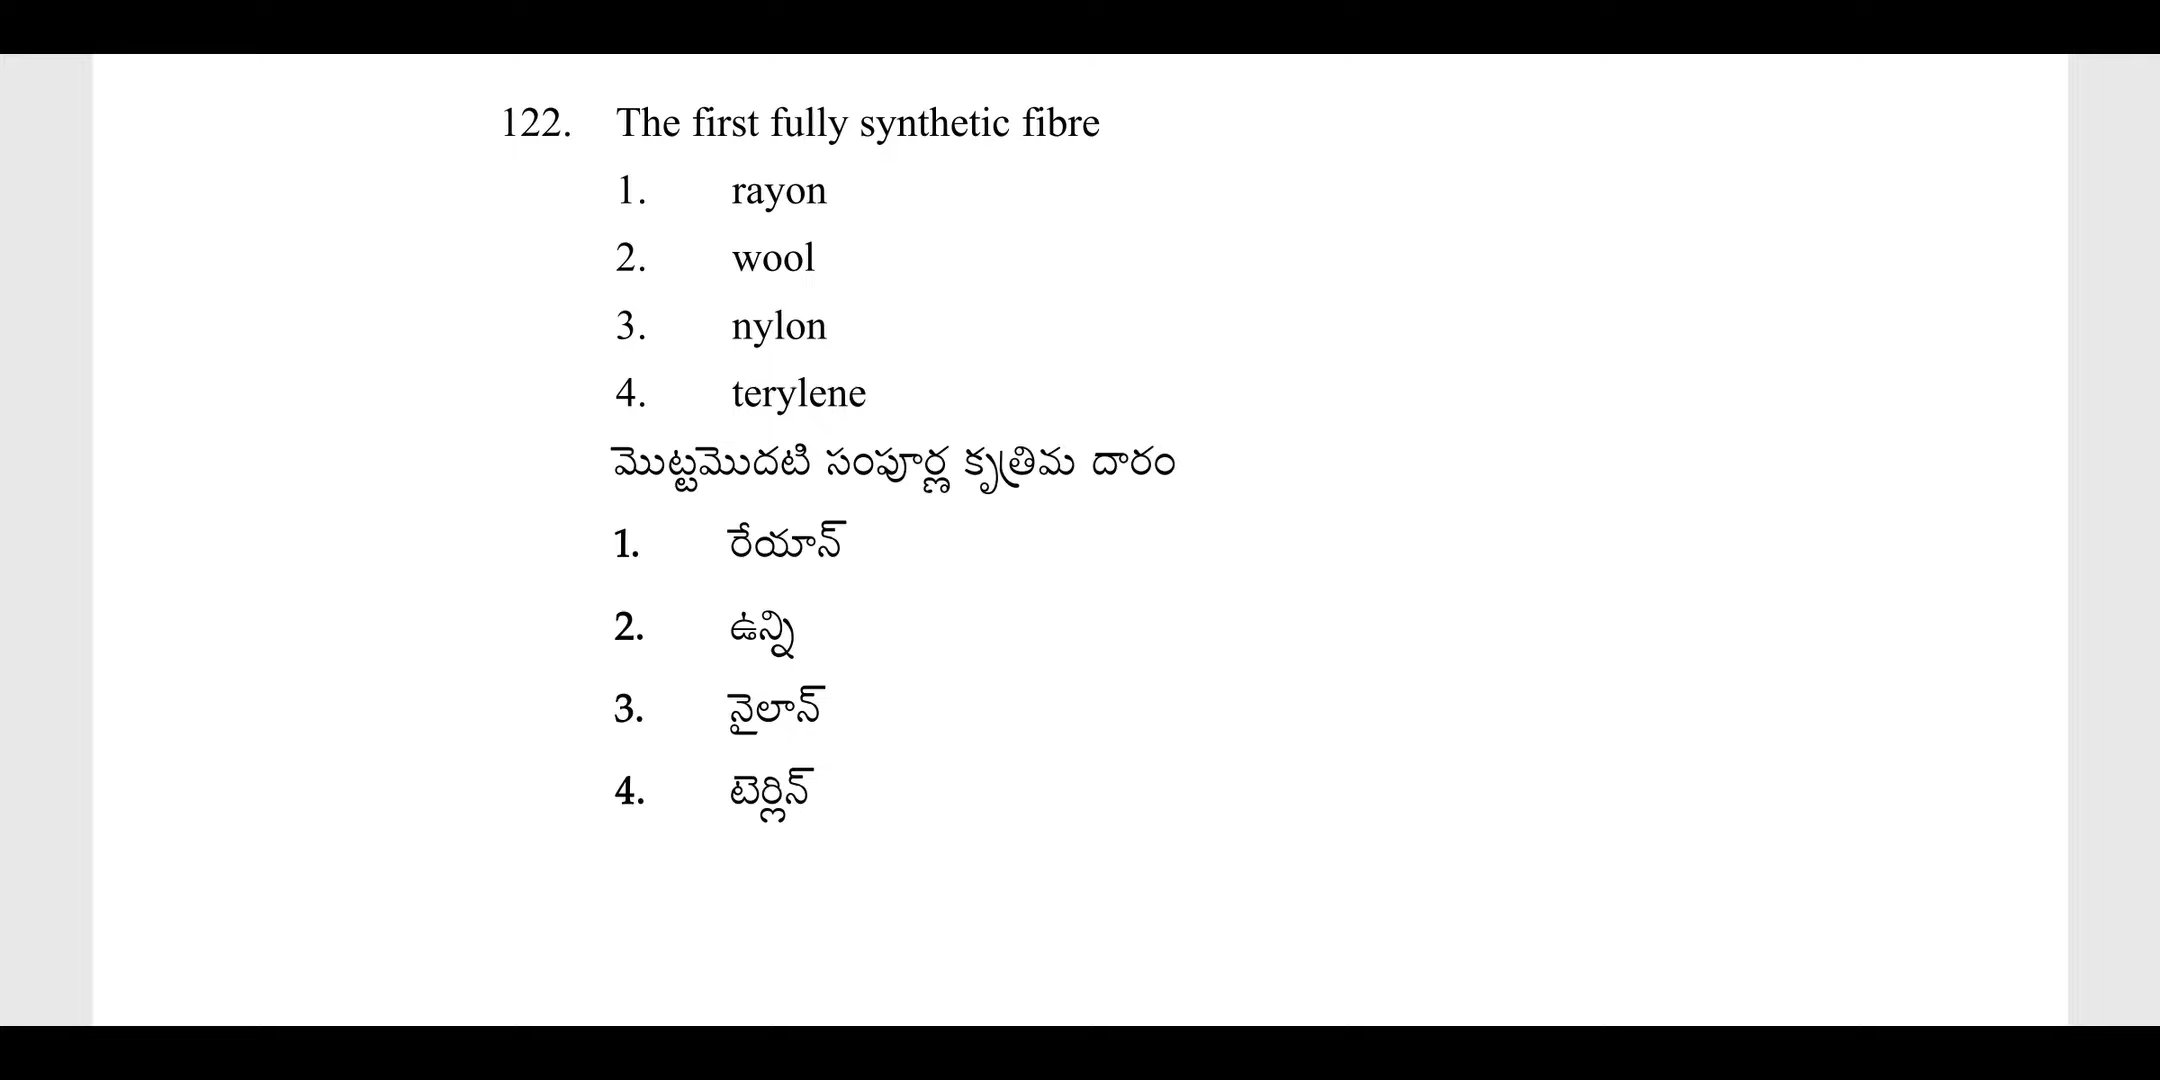 122. The first fully synthetic fibre
1. rayon
2. wool
3. nylon
4. terylene
మొట్టమొదటి సంపూర్ణ కృత్రిమ దారం
1. రేయాన్
2. ఉన్ని
3. నైలాన్
4. టెర్లిన్